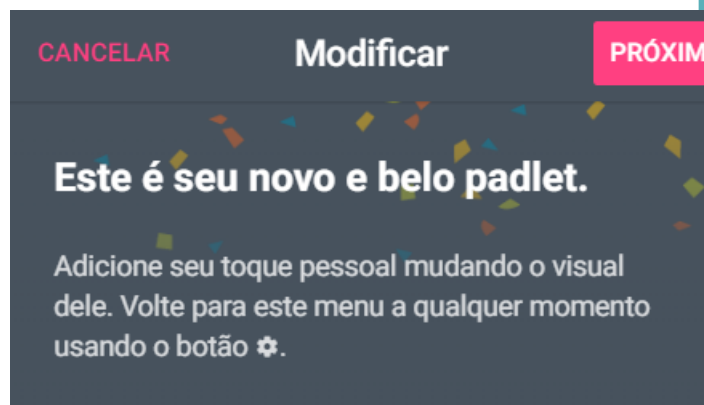 CANCELAR Modificar PRÓXIM
Este é seu novo e belo padlet.
Adicione seu toque pessoal mudando o visual
dele. Volte para este menu a qualquer momento
usando o botão ⚙.